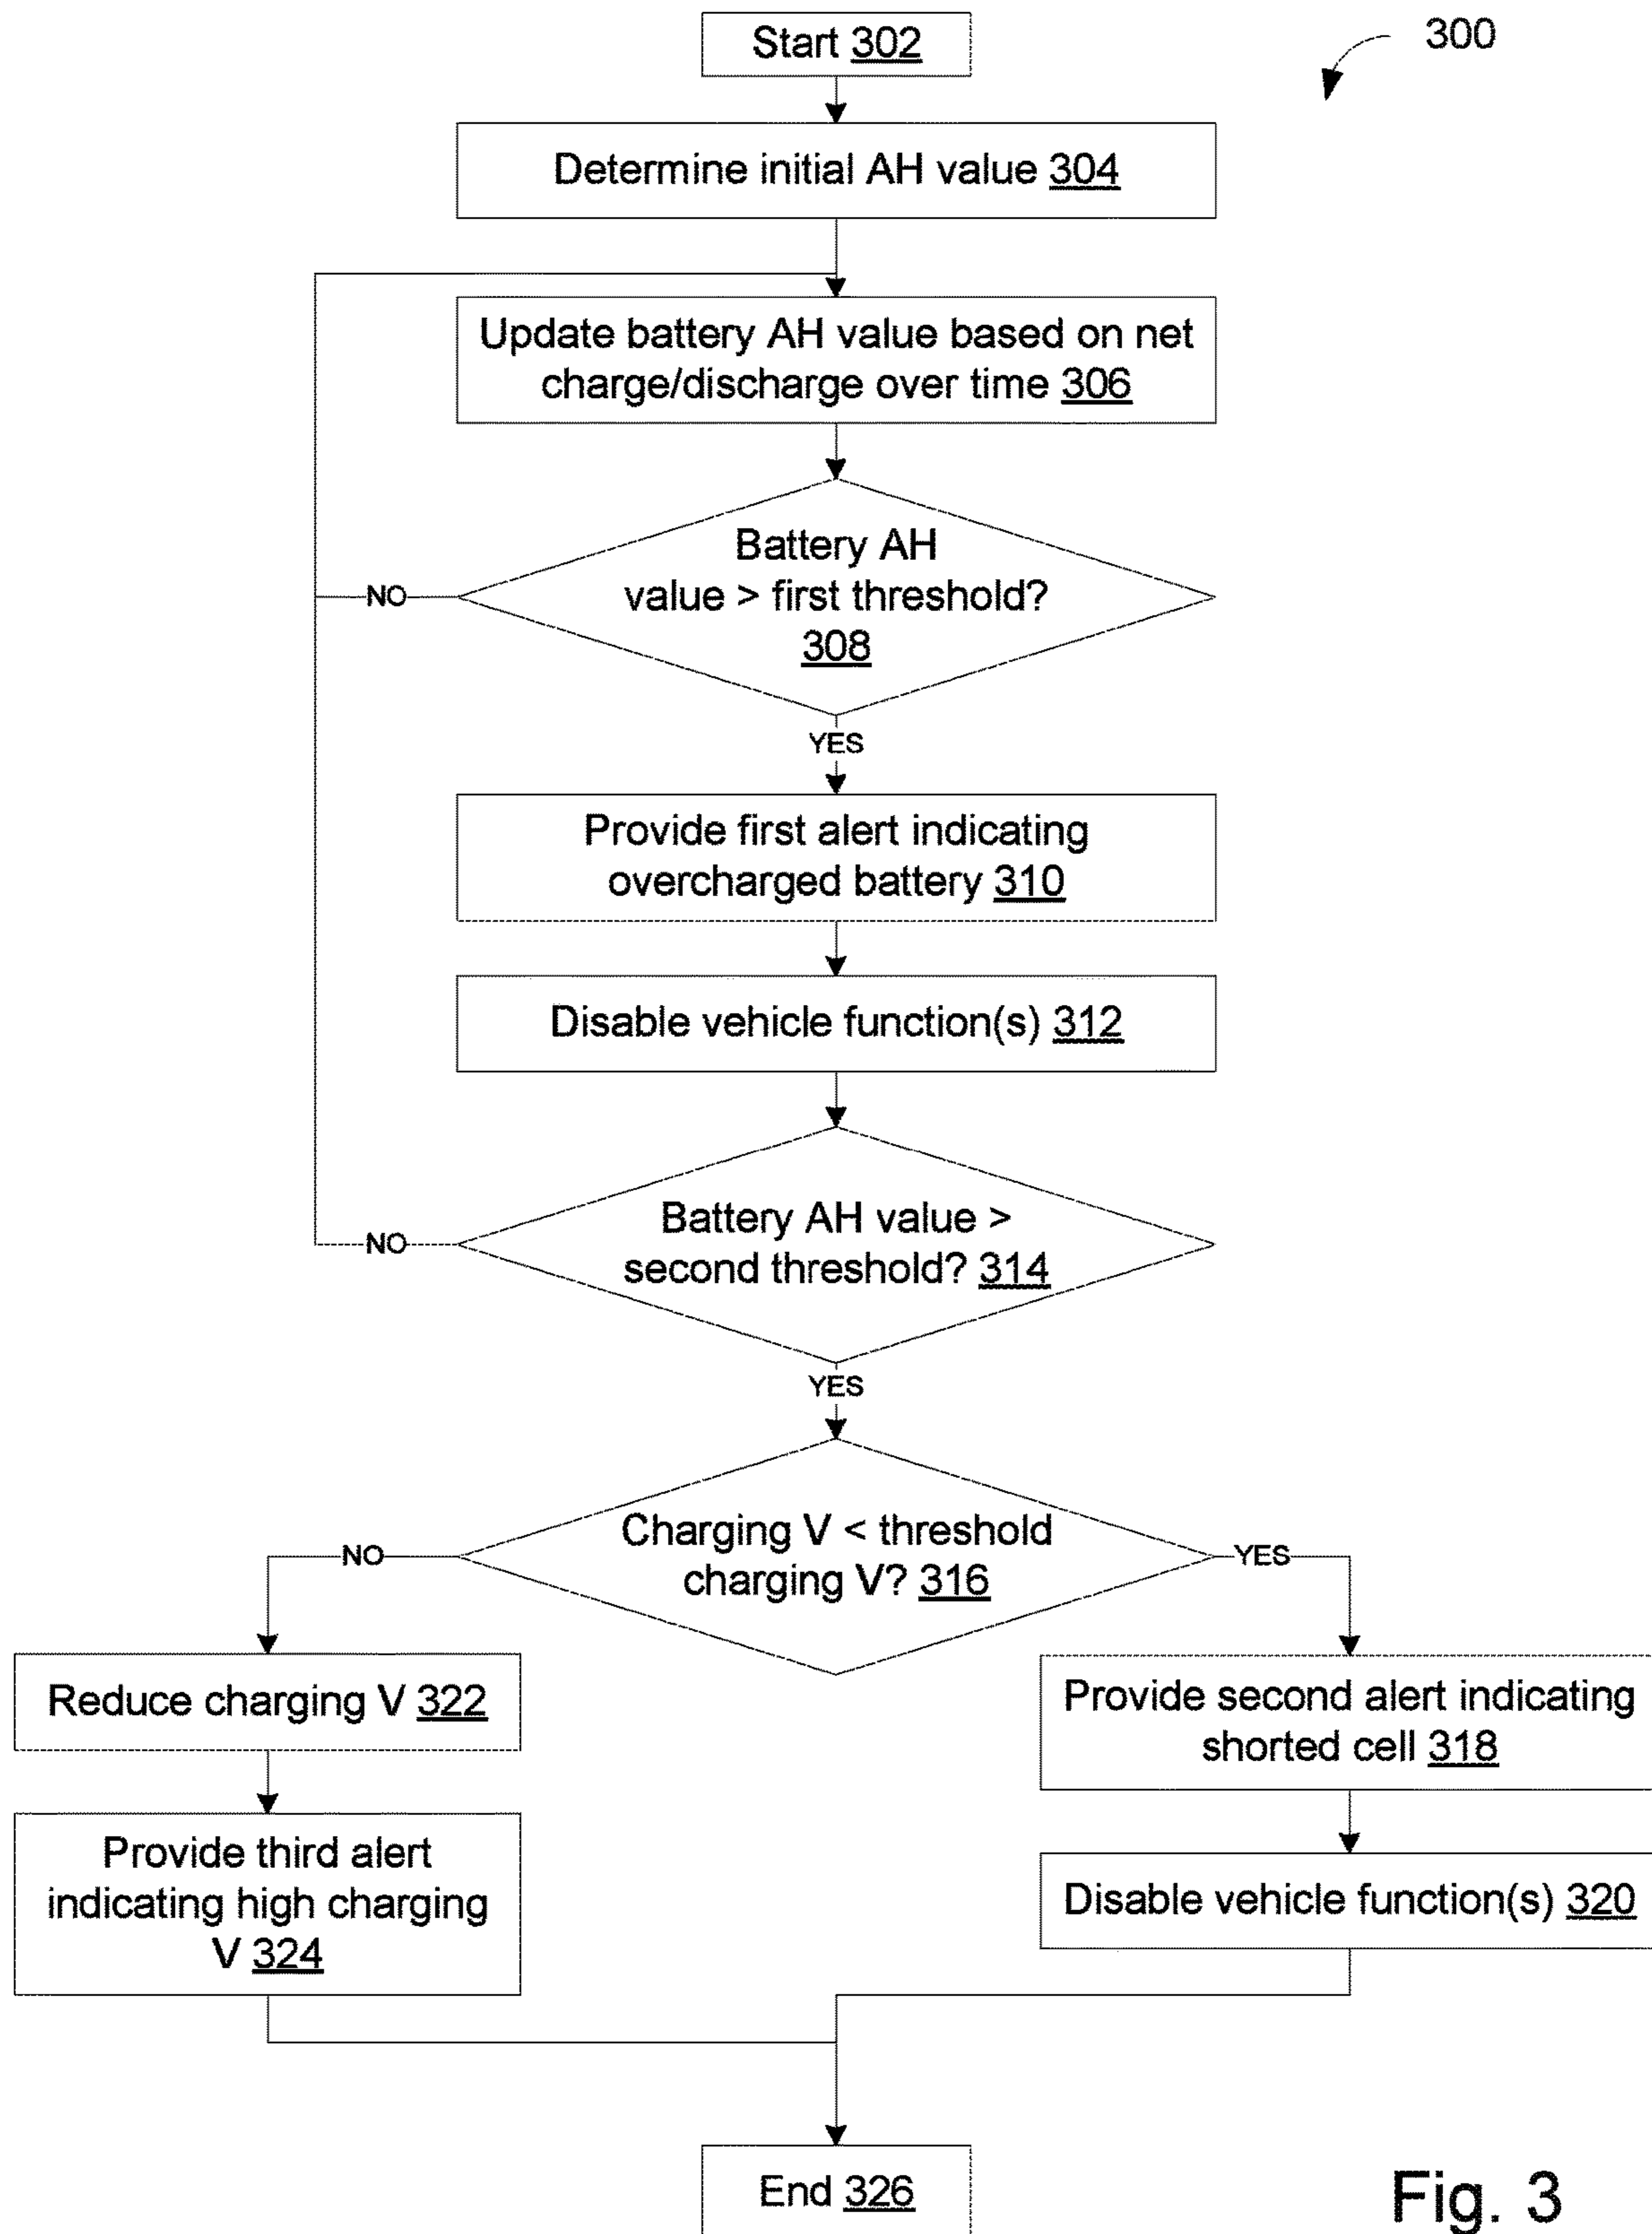 Start 302
300
Determine initial AH value 304
Update battery AH value based on net
charge/discharge over time 306
Battery AH
value > first threshold?
308
NO
YES
Provide first alert indicating
overcharged battery 310
Disable vehicle function(s) 312
Battery AH value >
second threshold? 314
NO
YES
Charging V < threshold
charging V? 316
NO
YES
Reduce charging V 322
Provide second alert indicating
shorted cell 318
Provide third alert
indicating high charging
V 324
Disable vehicle function(s) 320
End 326
Fig. 3